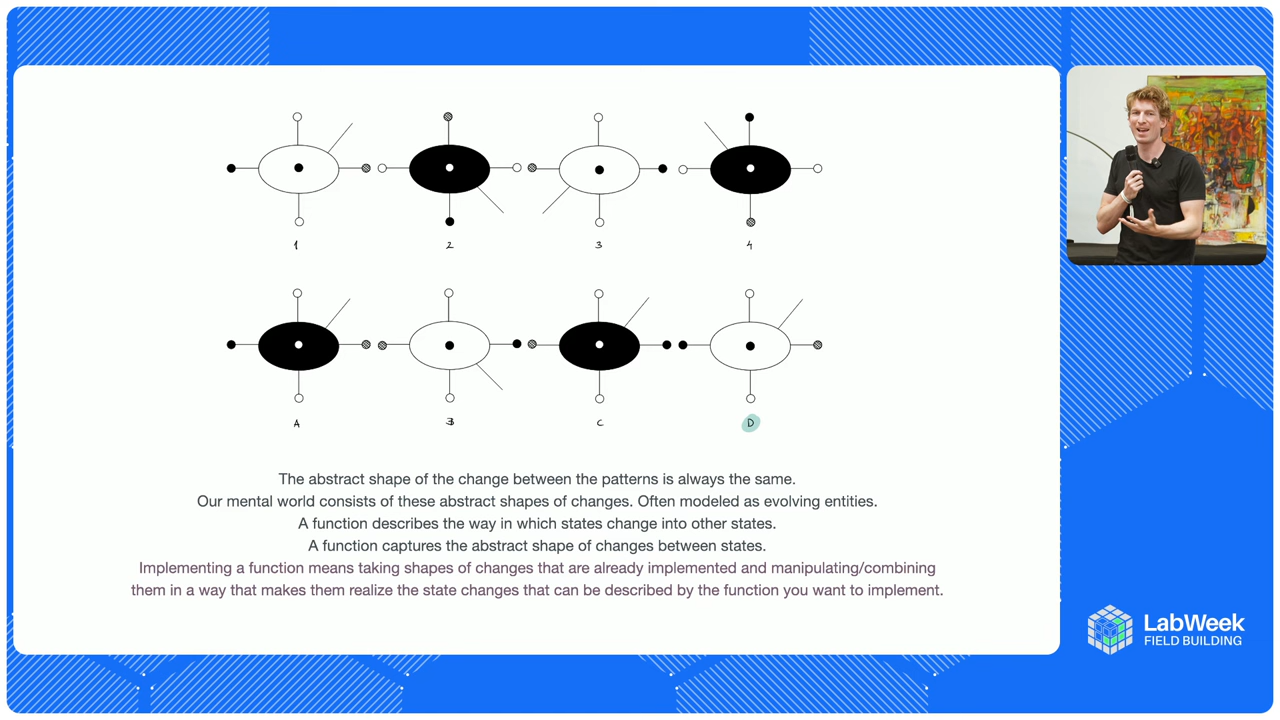 1 2 3 4
A B C D
The abstract shape of the change between the patterns is always the same.
Our mental world consists of these abstract shapes of changes. Often modeled as evolving entities.
A function describes the way in which states change into other states.
A function captures the abstract shape of changes between states.
Implementing a function means taking shapes of changes that are already implemented and manipulating/combining
them in a way that makes them realize the state changes that can be described by the function you want to implement.
LabWeek
FIELD BUILDING